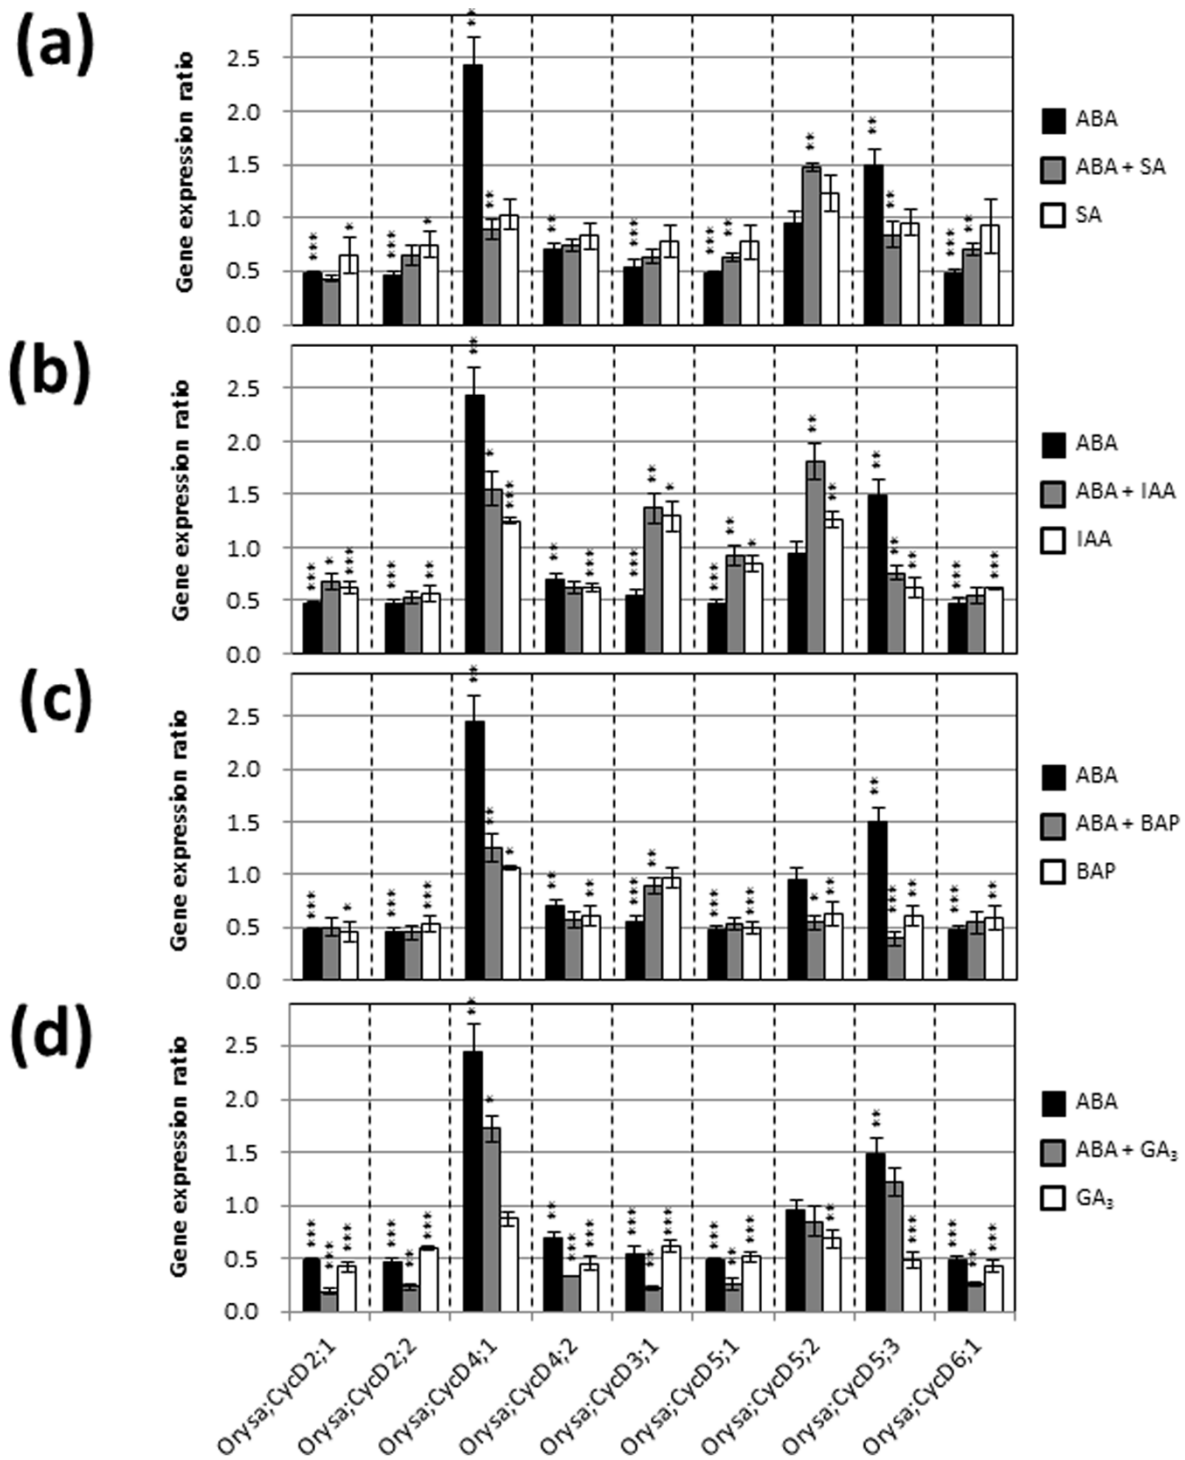 (a)
Gene expression ratio
2.5
2.0
1.5
1.0
0.5
0.0
ABA
ABA + SA
SA
(b)
Gene expression ratio
2.5
2.0
1.5
1.0
0.5
0.0
ABA
ABA + IAA
IAA
(c)
Gene expression ratio
2.5
2.0
1.5
1.0
0.5
0.0
ABA
ABA + BAP
BAP
(d)
Gene expression ratio
2.5
2.0
1.5
1.0
0.5
0.0
ABA
ABA + GA₃
GA₃
Orysa;CycD2;1
Orysa;CycD2;2
Orysa;CycD4;1
Orysa;CycD4;2
Orysa;CycD3;1
Orysa;CycD5;1
Orysa;CycD5;2
Orysa;CycD5;3
Orysa;CycD6;1